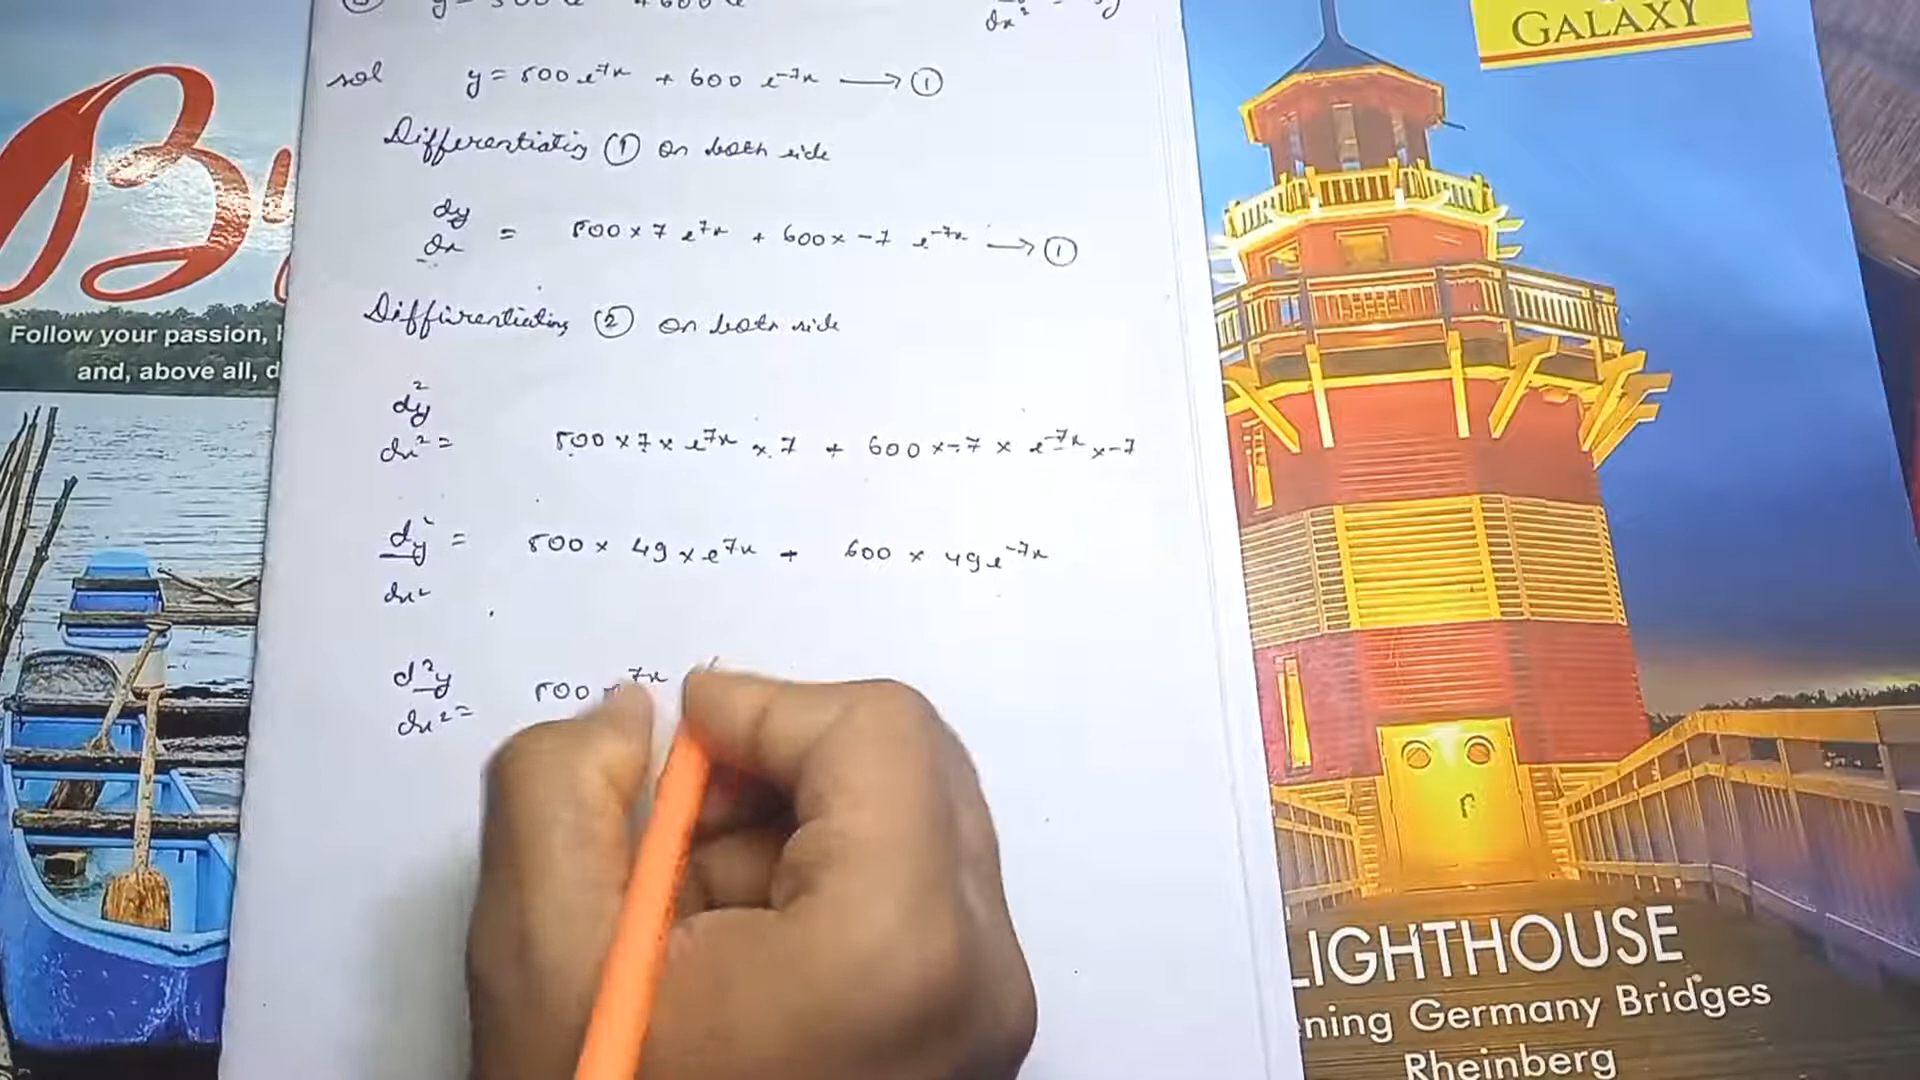 GALAXY
sol y = 500 e^7x + 600 e^-7x → ①
Differentiating ① on both side
dy/dx = 500 × 7 e^7x + 600 x -7 e^-7x → ①
Differentiating ② on both side
d²y/dx² = 500 × 7 × e^7x × 7 + 600 x -7 × e^-7x × -7
d²y/dx² = 500 × 49 × e^7x + 600 × 49 e^-7x
d²y/dx² = 500 7x
Follow your passion,
and, above all,
LIGHTHOUSE
ning Germany Bridges
Rheinberg